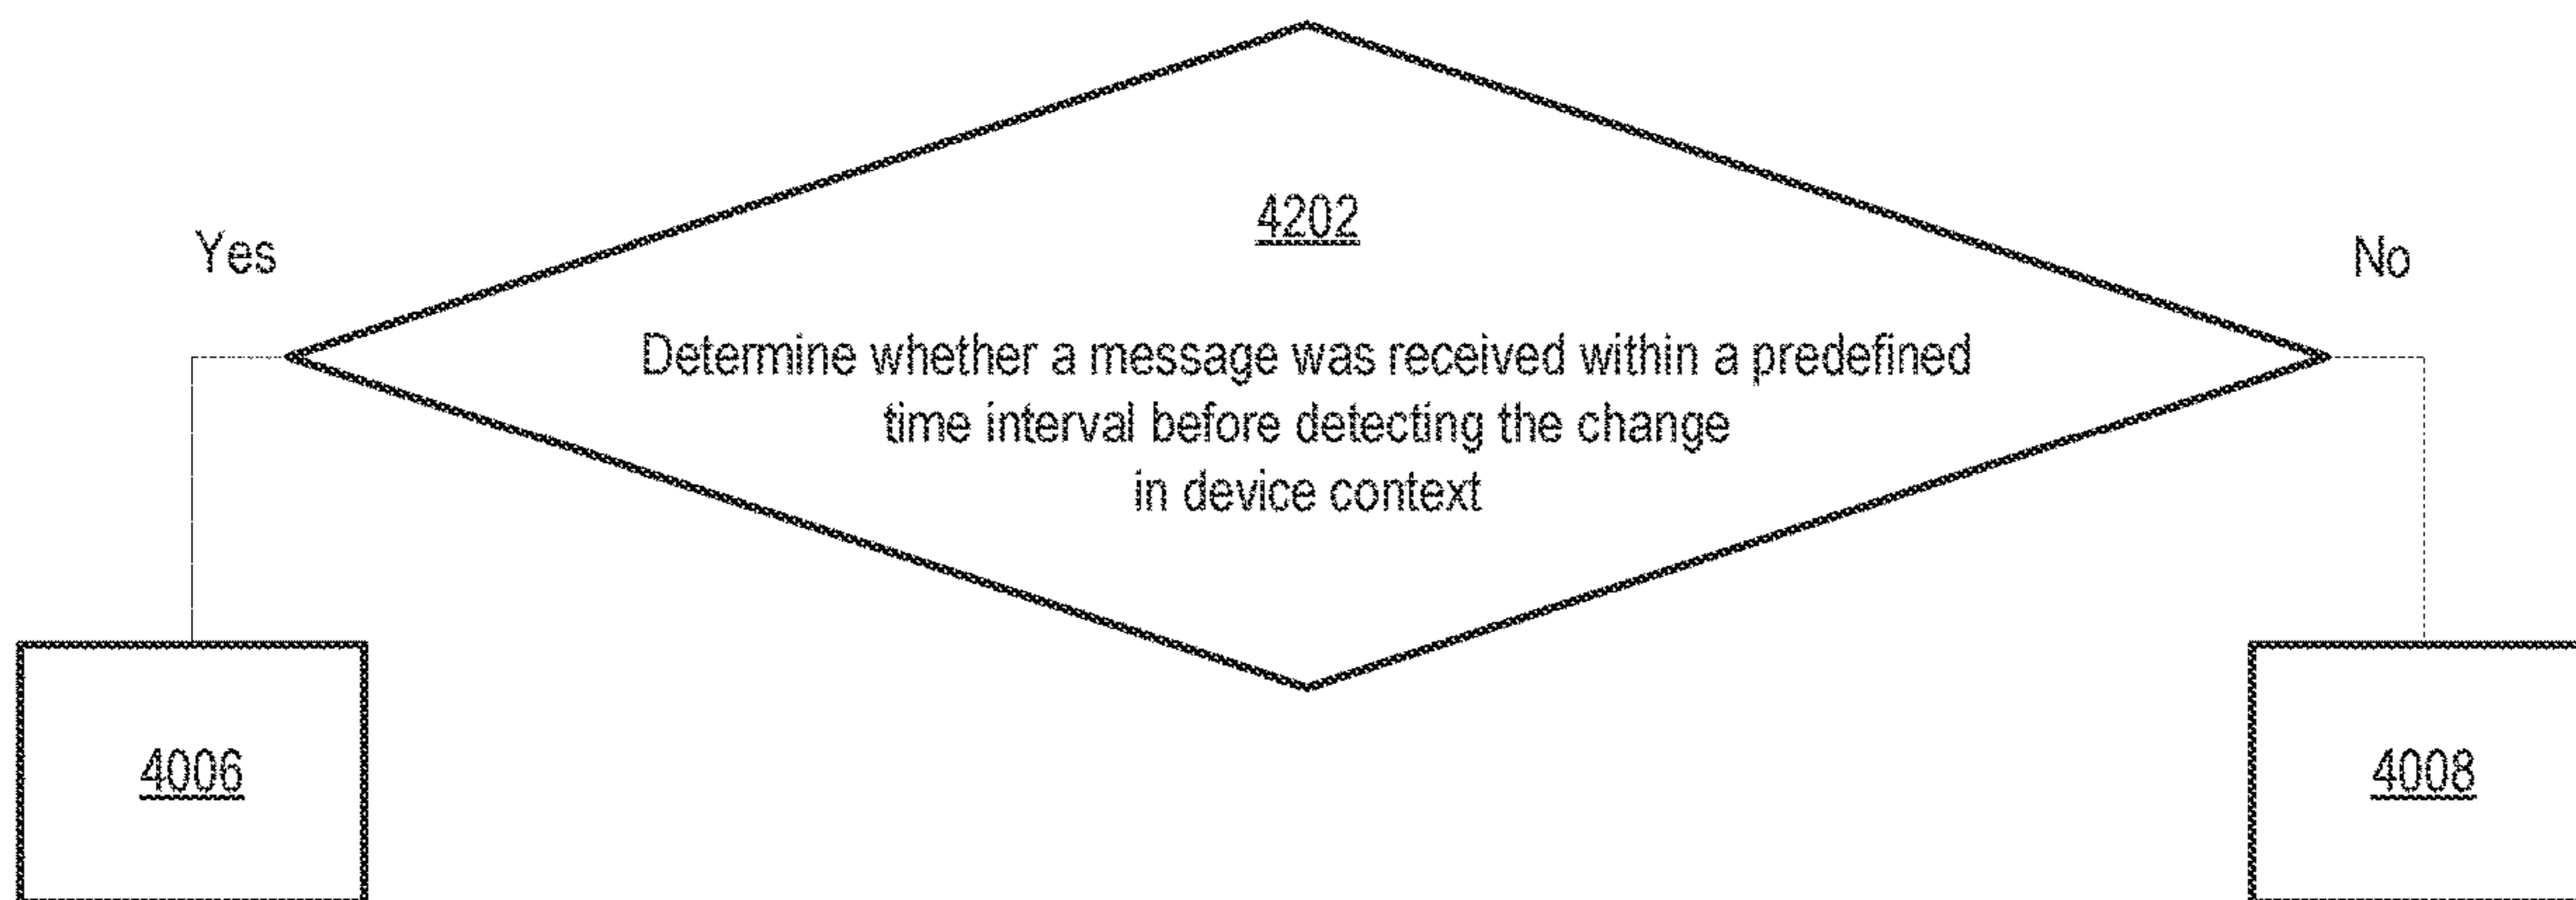 4202
Yes
No
Determine whether a message was received within a predefined
time interval before detecting the change
in device context
4006
4008